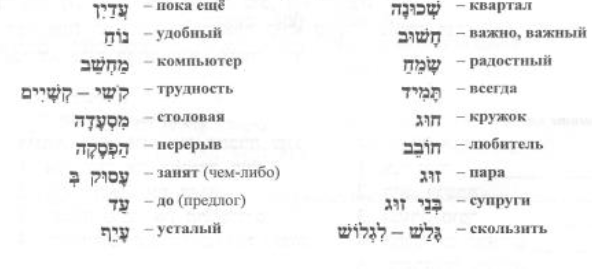 עֲדַיִן – пока ещё
נוֹחַ – удобный
מַחְשֵׁב – компьютер
קֹשִׁי – קְשָׁיִים – трудность
מִסְעָדָה – столовая
הַפְסָקָה – перерыв
עָסוּק בְּ – занят (чем-либо)
עַד – до (предлог)
עָיֵף – усталый
שְׁכוּנָה – квартал
חָשׁוּב – важно, важный
שָׂמֵחַ – радостный
תָּמִיד – всегда
חוּג – кружок
חוֹבֵב – любитель
זוּג – пара
בְּנֵי זוּג – супруги
גָּלַשׁ – לִגְלוֹשׁ – скользить